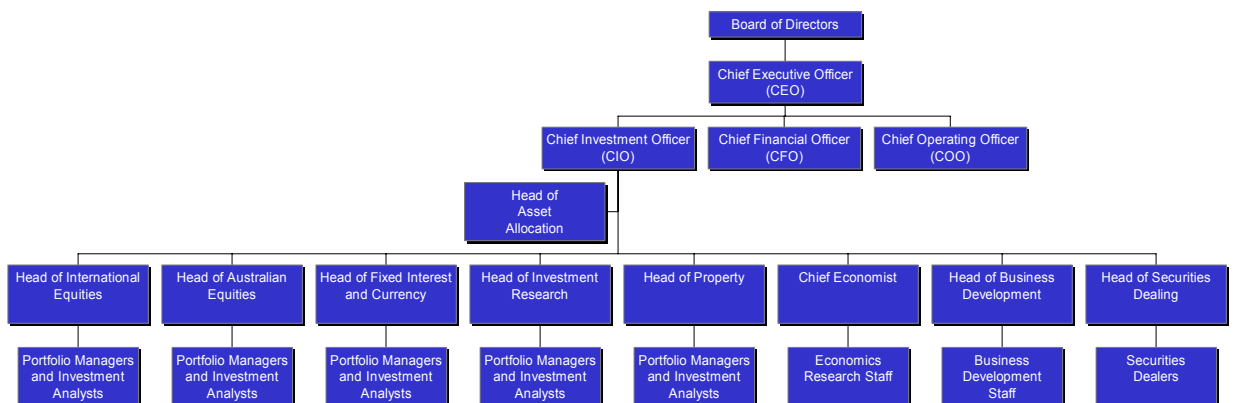 Board of Directors
Chief Executive Officer
(CEO)
Chief Investment Officer
(CIO)
Chief Financial Officer
(CFO)
Chief Operating Officer
(COO)
Head of
Asset
Allocation
Head of International
Equities
Head of Australian
Equities
Head of Fixed Interest
and Currency
Head of Investment
Research
Head of Property
Chief Economist
Head of Business
Development
Head of Securities
Dealing
Portfolio Managers
and Investment
Analysts
Portfolio Managers
and Investment
Analysts
Portfolio Managers
and Investment
Analysts
Portfolio Managers
and Investment
Analysts
Portfolio Managers
and Investment
Analysts
Economics
Research Staff
Business
Development
Staff
Securities
Dealers